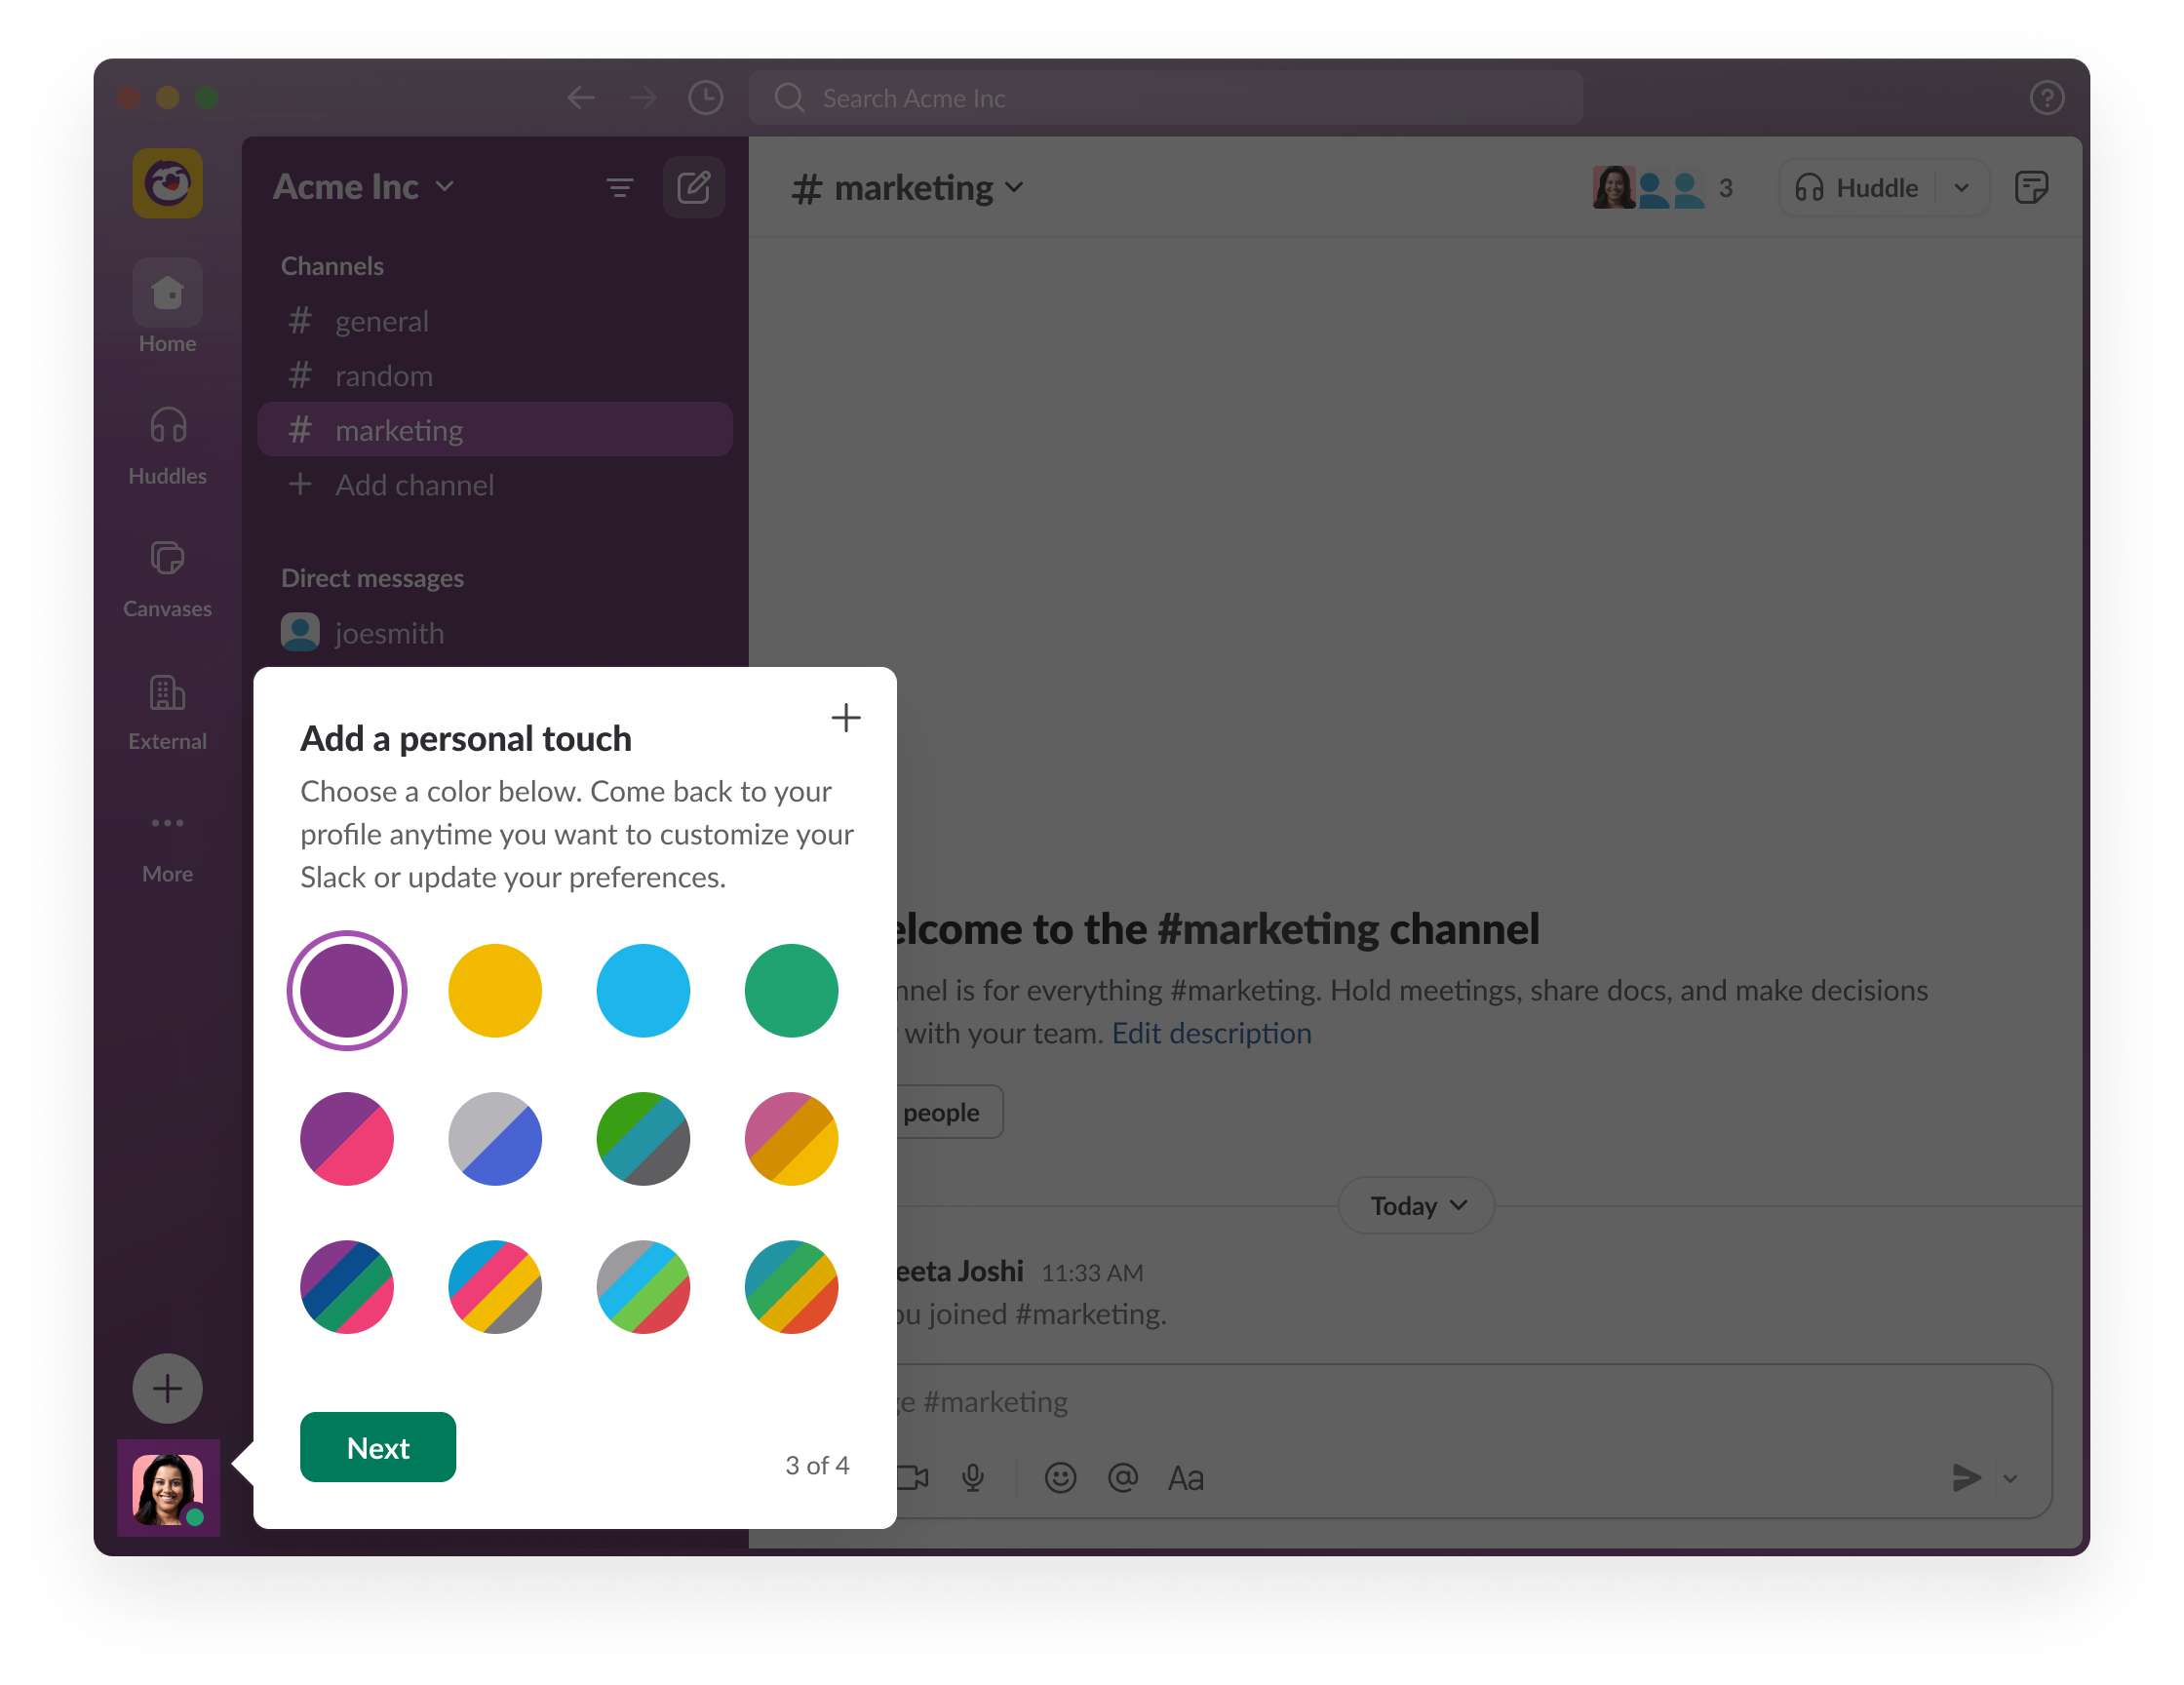 Search Acme Inc
Acme Inc
# marketing
3
Huddle
Home
Huddles
Canvases
External
More
Channels
# general
# random
# marketing
+ Add channel
Direct messages
joesmith
Add a personal touch
Choose a color below. Come back to your
profile anytime you want to customize your
Slack or update your preferences.
Next
3 of 4
elcome to the #marketing channel
nnel is for everything #marketing. Hold meetings, share docs, and make decisions
with your team. Edit description
people
Today
eeta Joshi 11:33 AM
ou joined #marketing.
ge #marketing
@ Aa